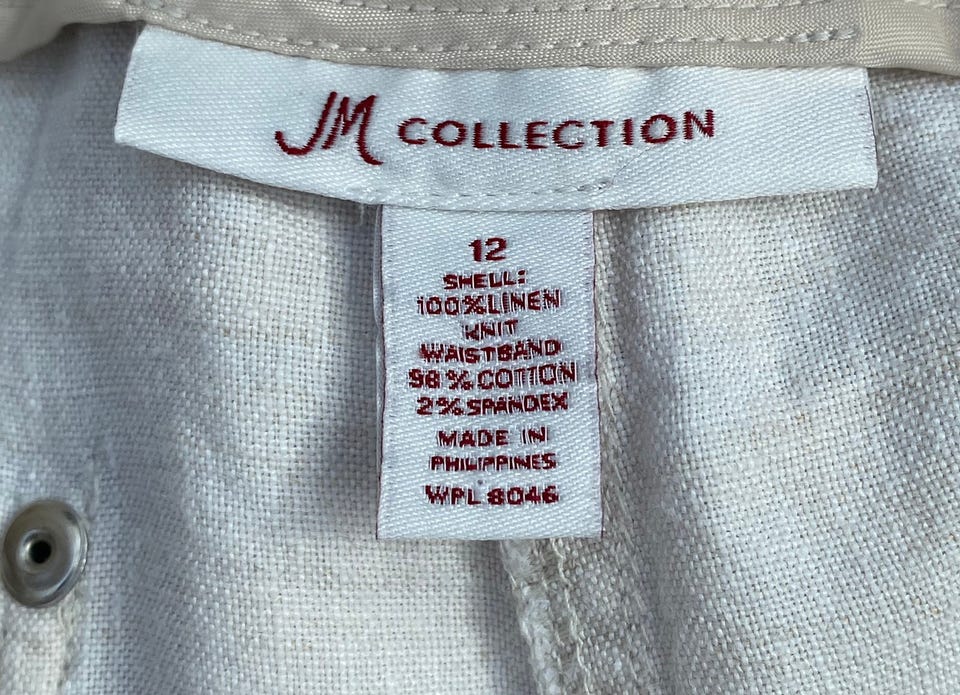 JM COLLECTION
12
SHELL:
100%LINEN
KNIT
WAISTBAND
98%COTTON
2%SPANDEX
MADE IN
PHILIPPINES
WPL 8046